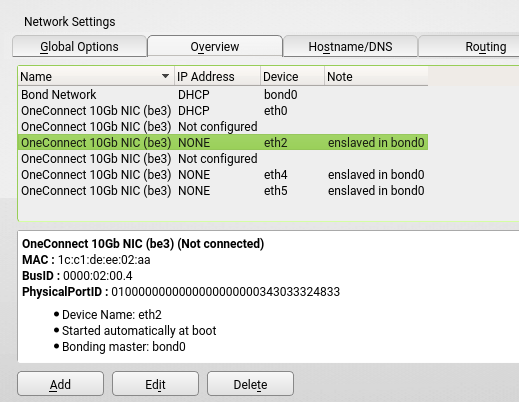 Network Settings
Global Options Overview Hostname/DNS Routing
Name IP Address Device Note
Bond Network DHCP bond0
OneConnect 10Gb NIC (be3) DHCP eth0
OneConnect 10Gb NIC (be3) Not configured
OneConnect 10Gb NIC (be3) NONE eth2 enslaved in bond0
OneConnect 10Gb NIC (be3) Not configured
OneConnect 10Gb NIC (be3) NONE eth4 enslaved in bond0
OneConnect 10Gb NIC (be3) NONE eth5 enslaved in bond0
OneConnect 10Gb NIC (be3) (Not connected)
MAC : 1c:c1:de:ee:02:aa
BusID : 0000:02:00.4
PhysicalPortID : 0100000000000000000000343033324833
• Device Name: eth2
• Started automatically at boot
• Bonding master: bond0
Add Edit Delete